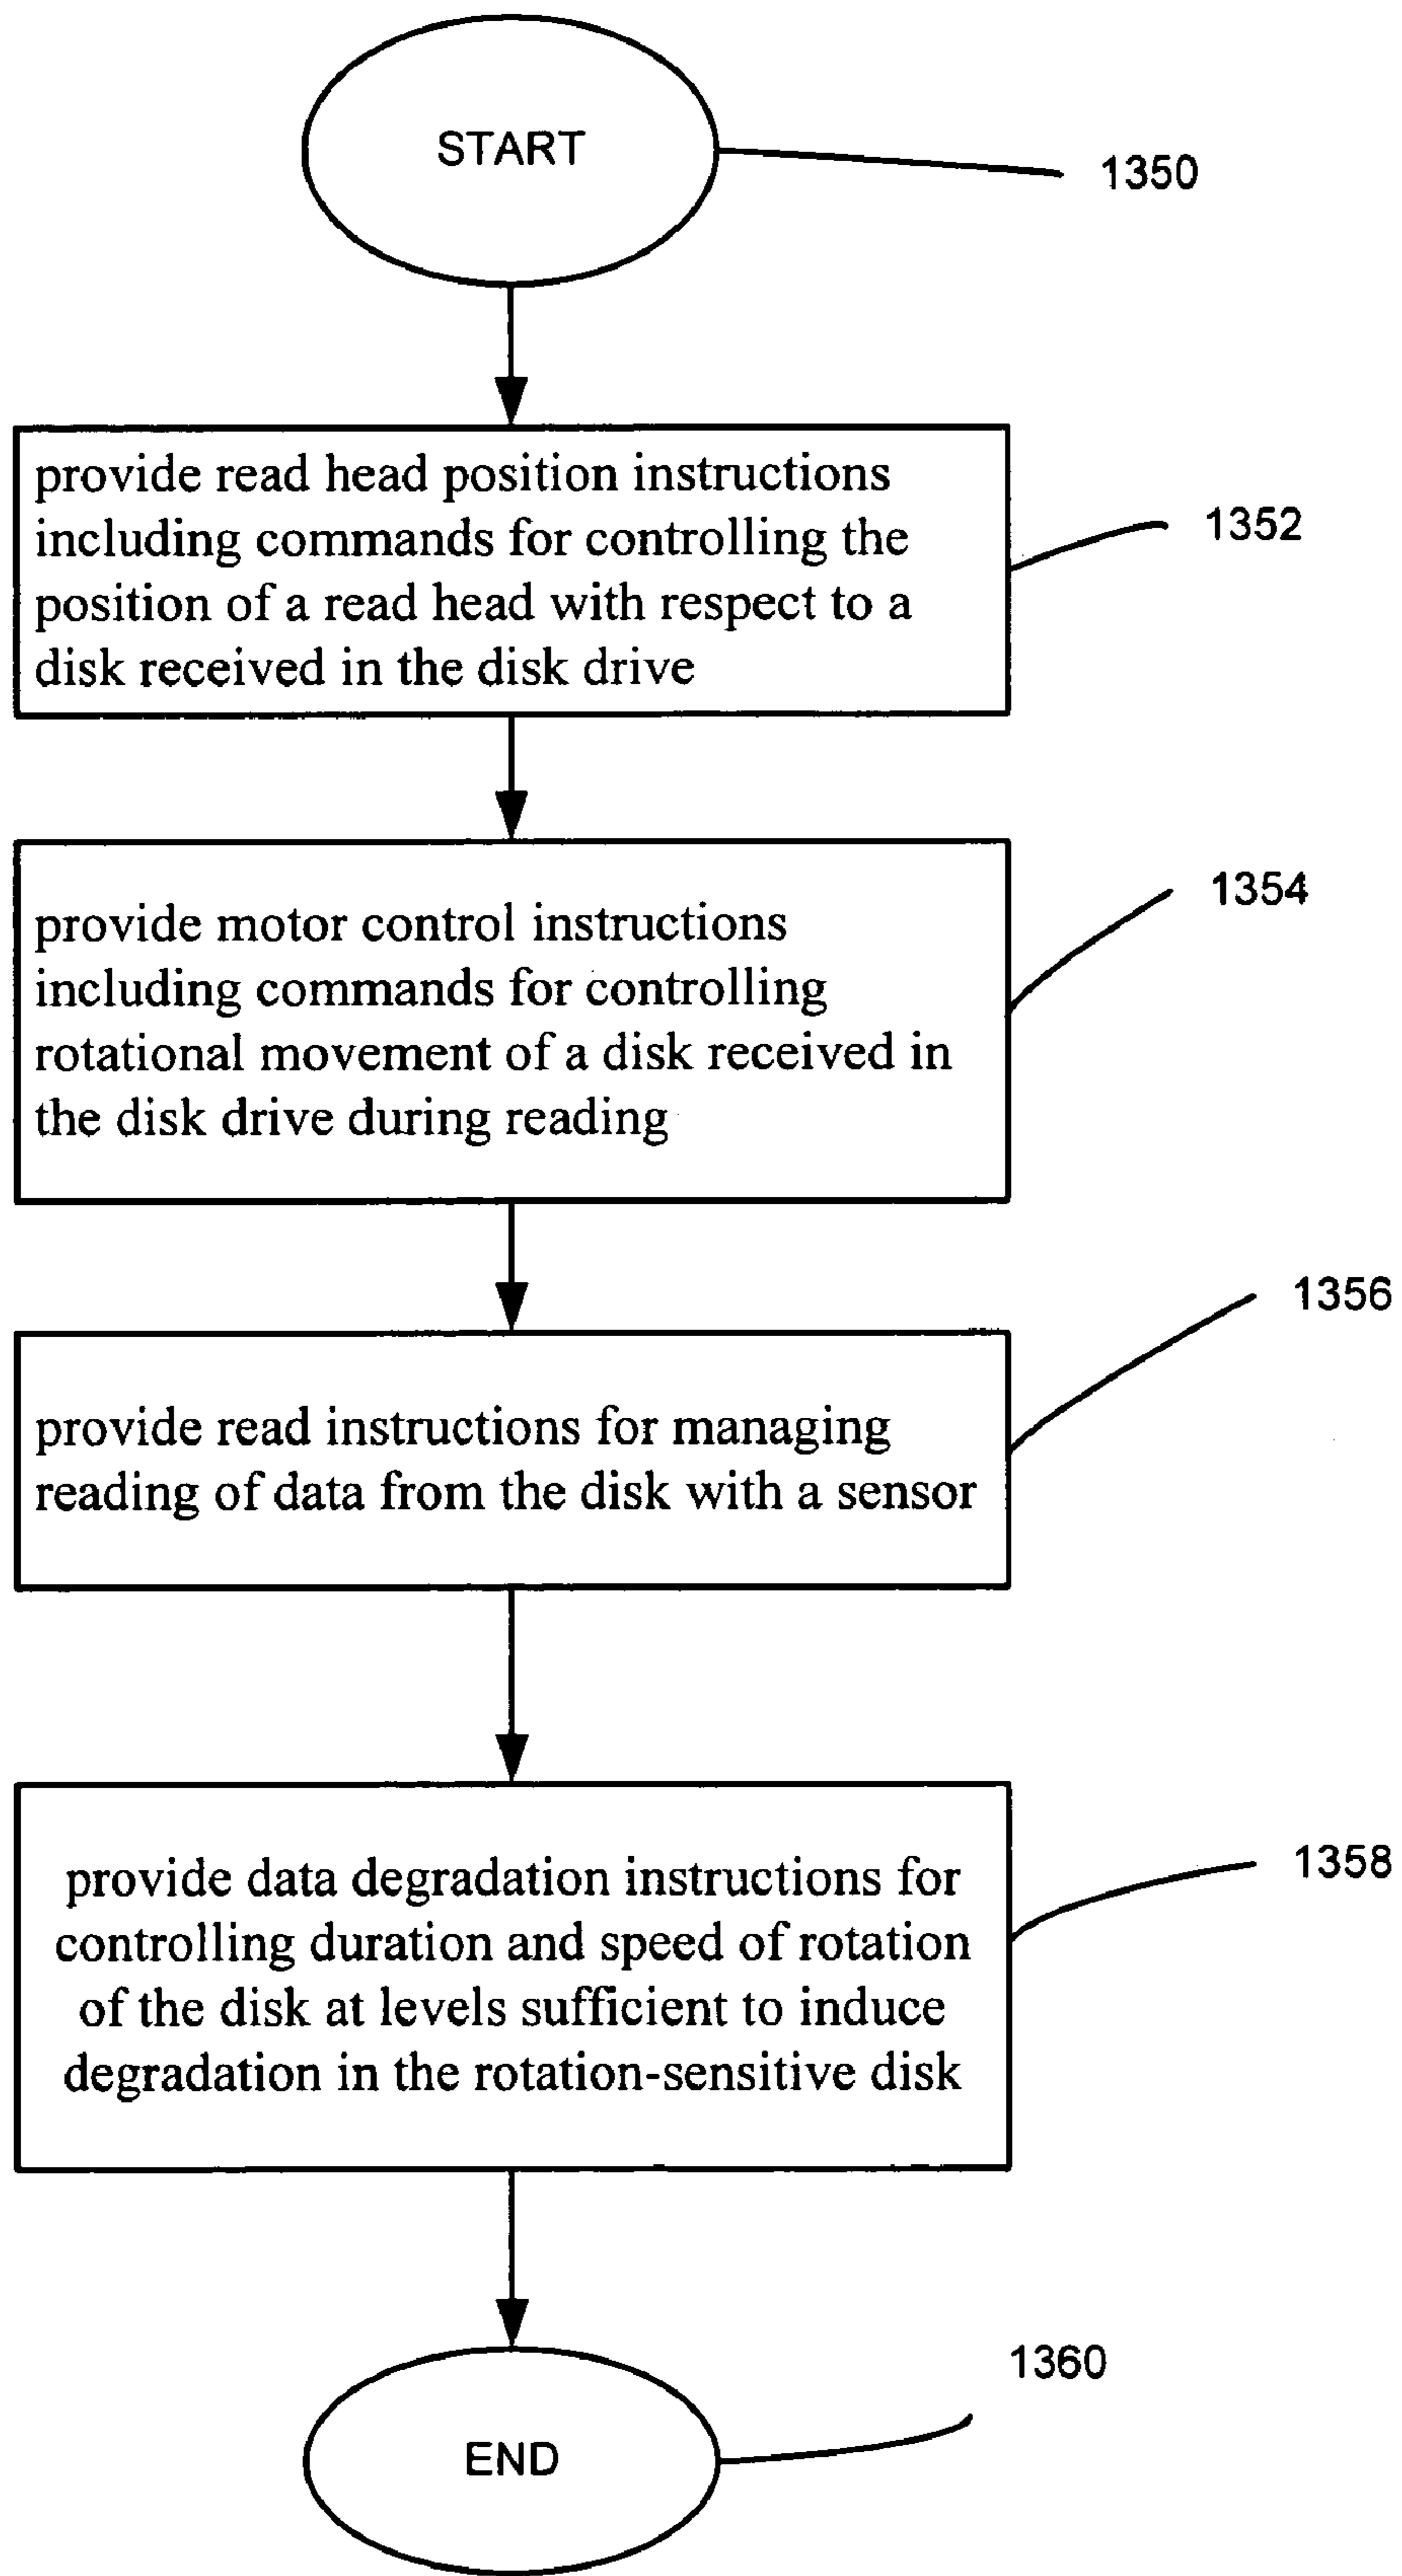 START
1350
provide read head position instructions
including commands for controlling the
position of a read head with respect to a
disk received in the disk drive
1352
provide motor control instructions
including commands for controlling
rotational movement of a disk received in
the disk drive during reading
1354
provide read instructions for managing
reading of data from the disk with a sensor
1356
provide data degradation instructions for
controlling duration and speed of rotation
of the disk at levels sufficient to induce
degradation in the rotation-sensitive disk
1358
END
1360